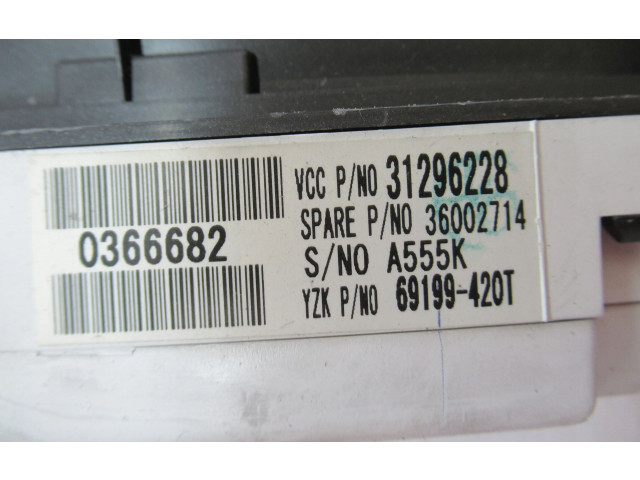 0366682
VCC P/NO 31296228
SPARE P/NO 36002714
S/NO A555K
YZK P/NO 69199-420T